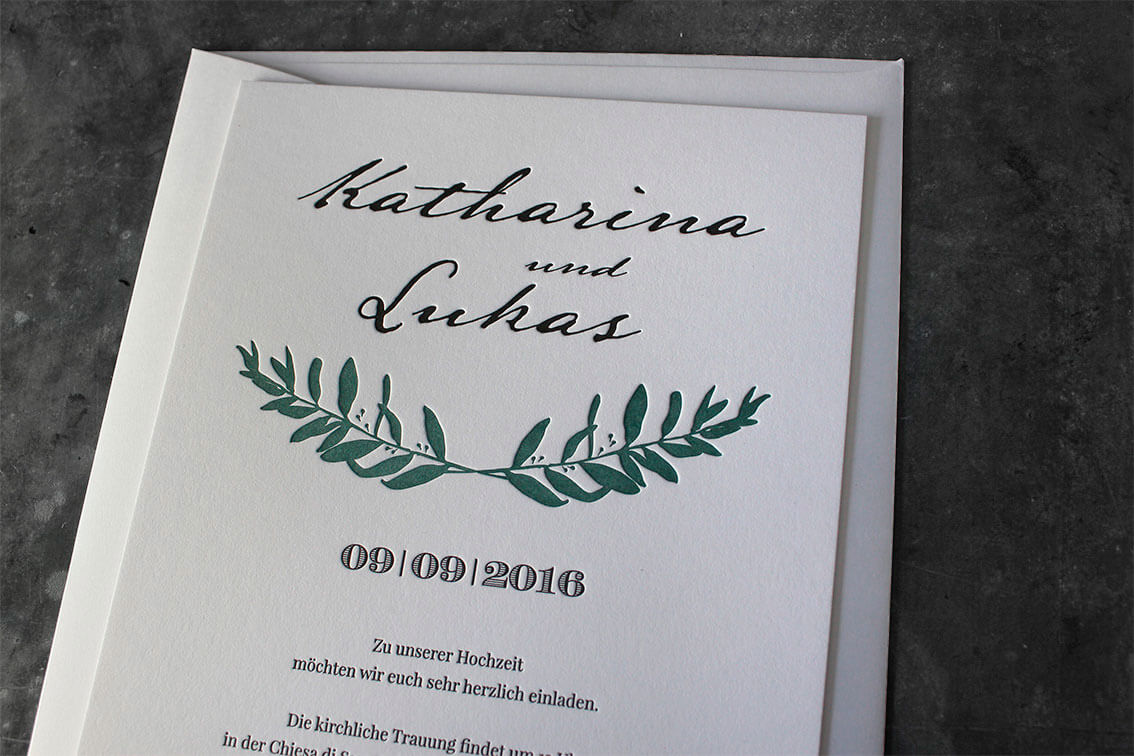 Katharina
und
Lukas
09|09|2016
Zu unserer Hochzeit
möchten wir euch sehr herzlich einladen.
Die kirchliche Trauung findet um
in der Chiesa di